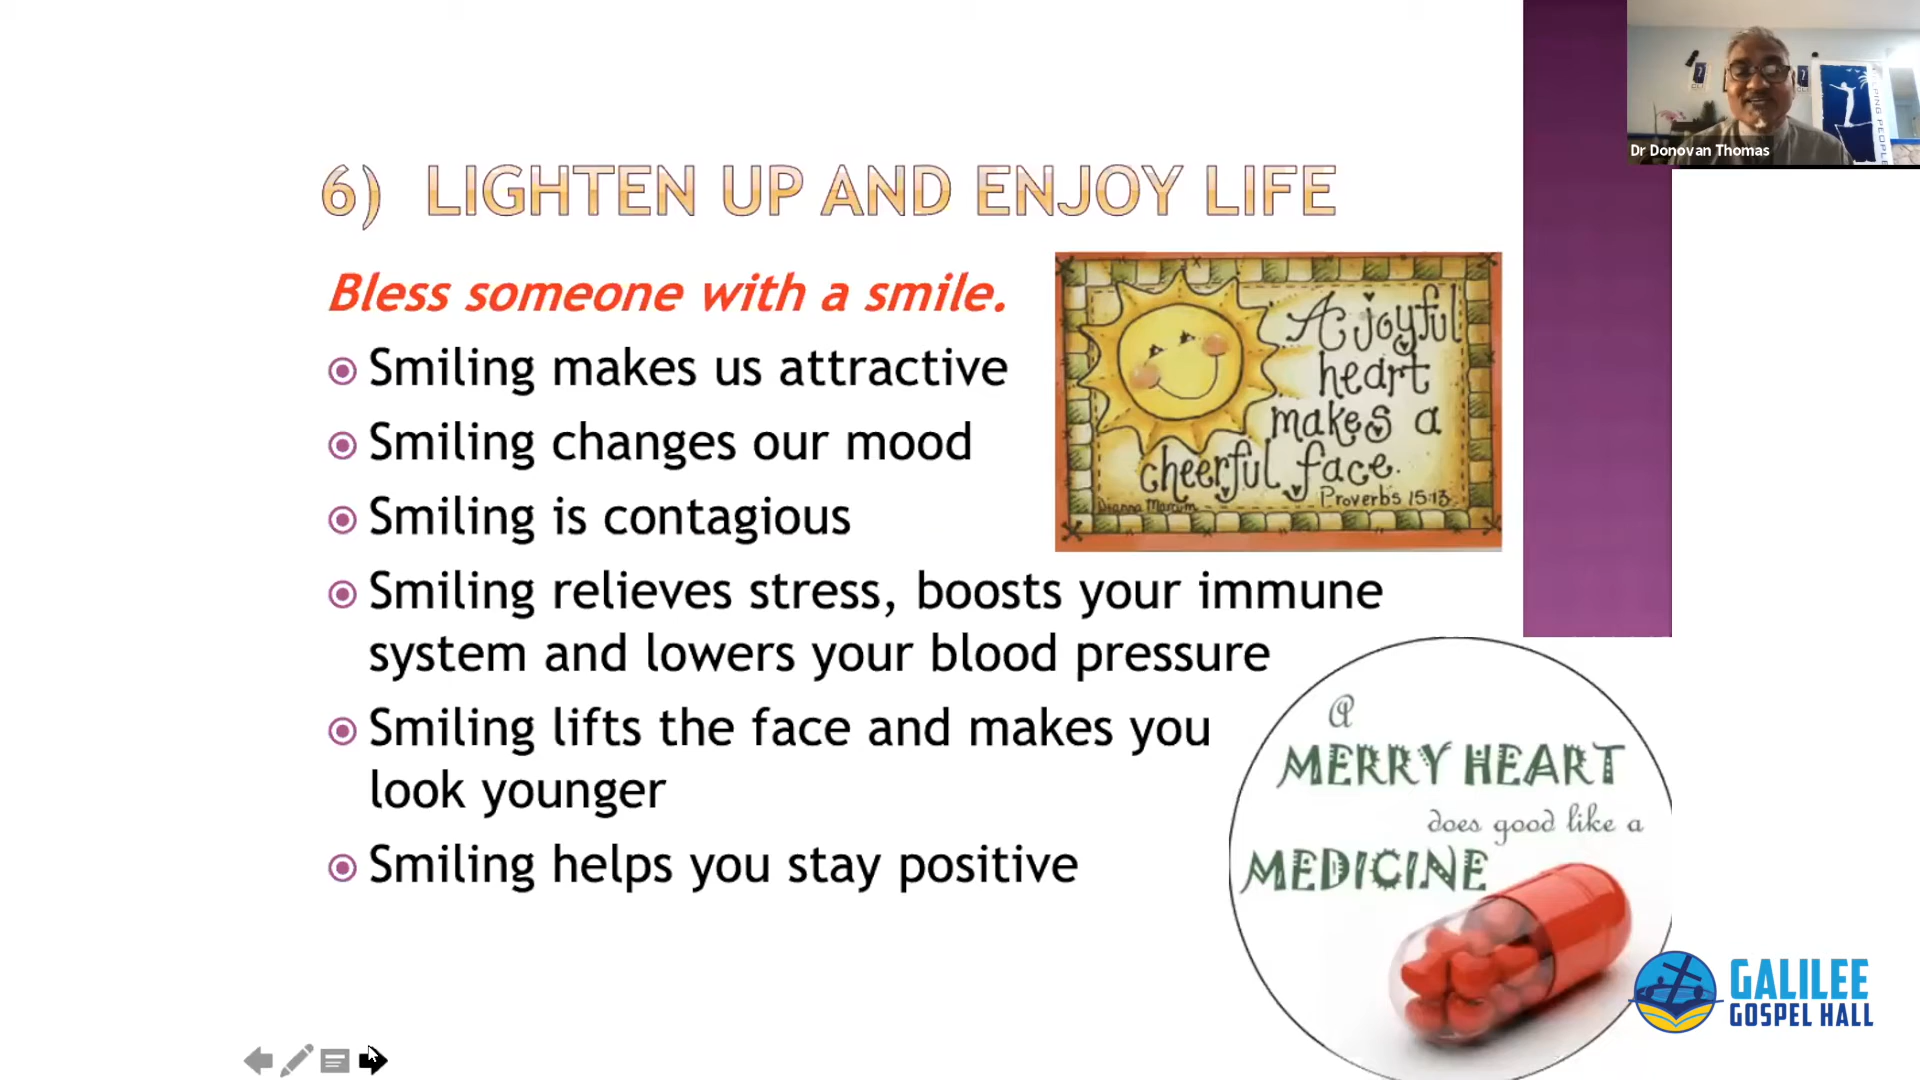 Dr Donovan Thomas
PING PEOPLE
6) LIGHTEN UP AND ENJOY LIFE
Bless someone with a smile.
Smiling makes us attractive
Smiling changes our mood
Smiling is contagious
Smiling relieves stress, boosts your immune
system and lowers your blood pressure
Smiling lifts the face and makes you
look younger
Smiling helps you stay positive
A joyful
heart
makes a
cheerful face.
Proverbs 15:13
A
MERRY HEART
does good like a
MEDICINE
GALILEE
GOSPEL HALL